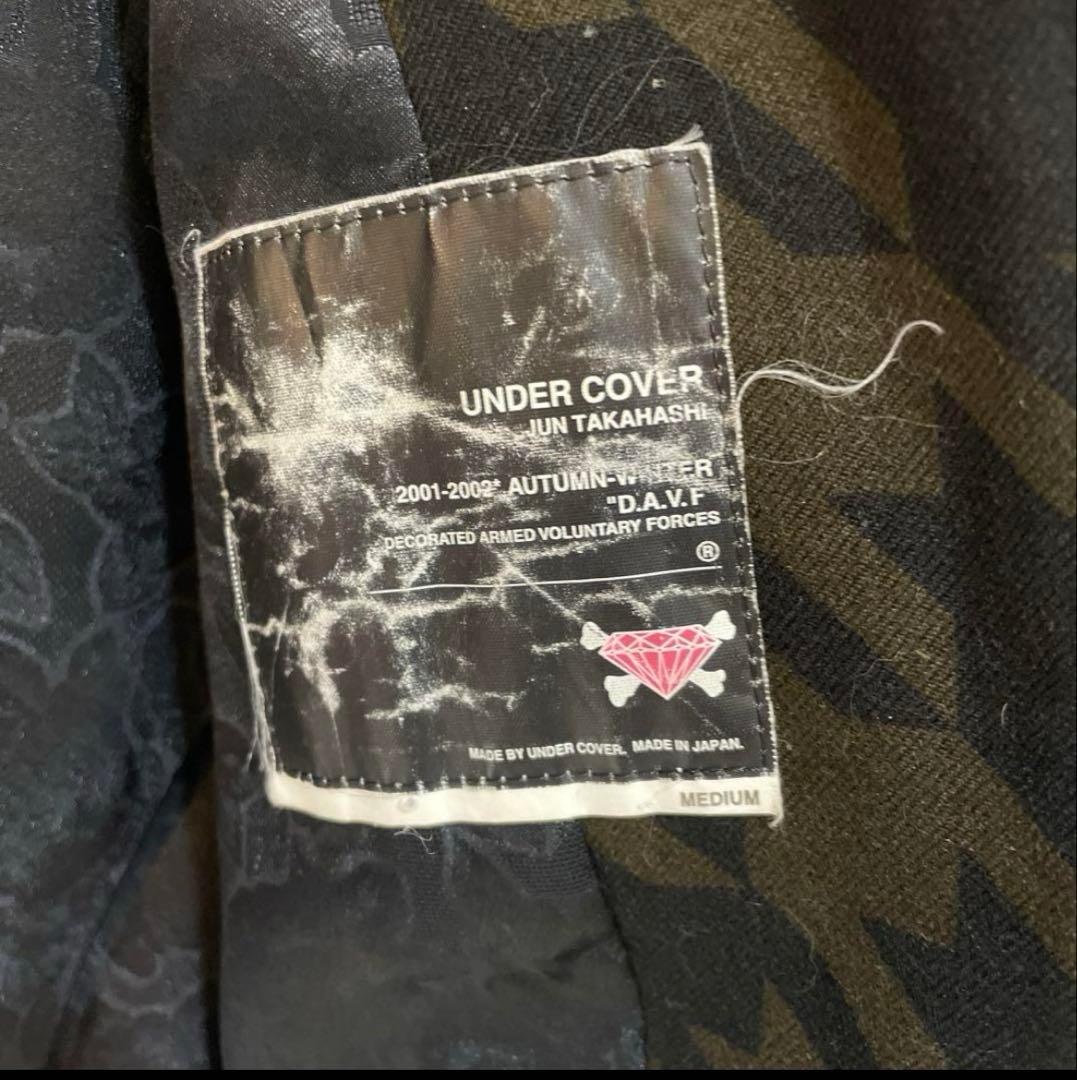 UNDER COVER
JUN TAKAHASHI
2001-2002* AUTUMN-WINTER
"D.A.V.F
DECORATED ARMED VOLUNTARY FORCES
®
MADE BY UNDER COVER. MADE IN JAPAN.
MEDIUM